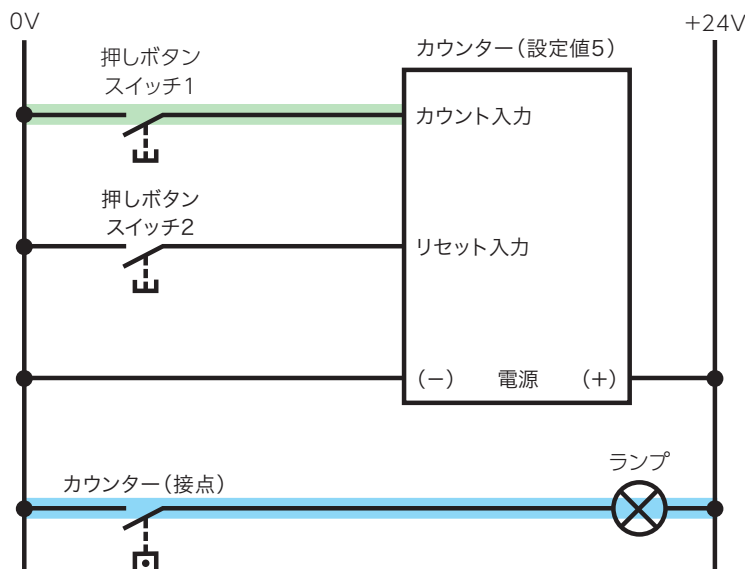 0V
+24V
押しボタン
スイッチ1
カウンター(設定値5)
カウント入力
押しボタン
スイッチ2
リセット入力
(−) 電源 (+)
カウンター(接点)
ランプ